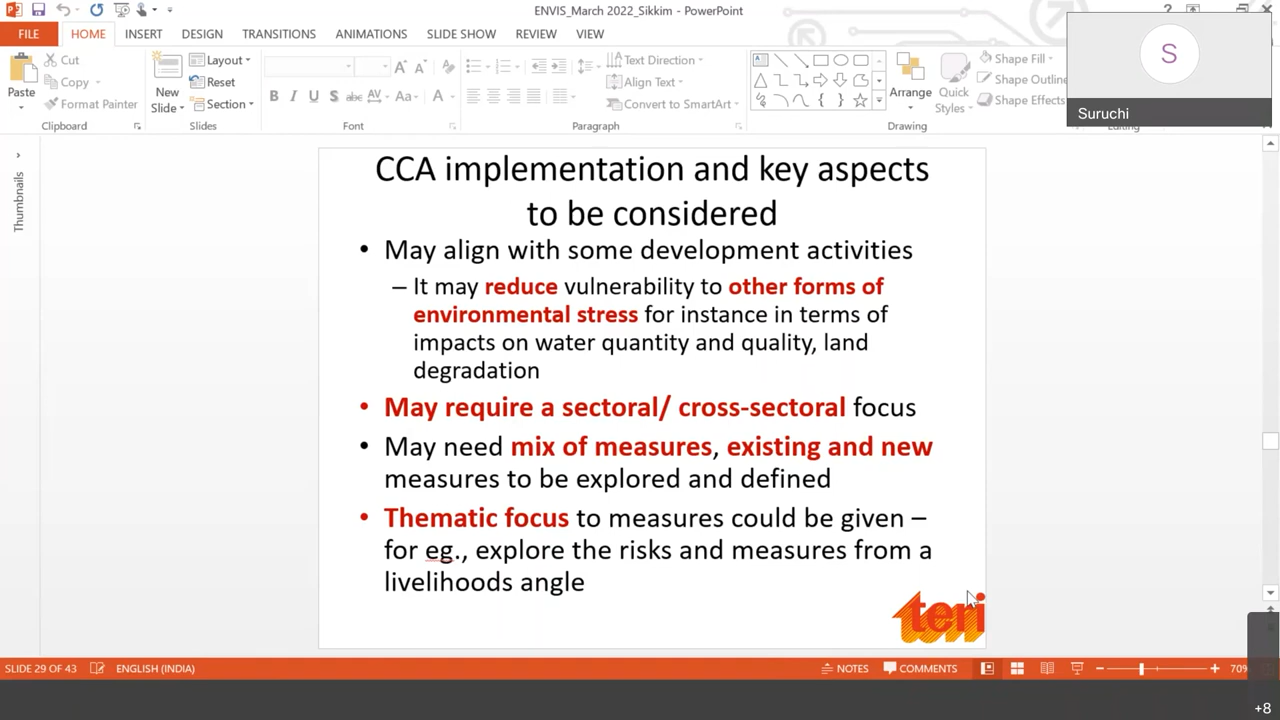 ENVIS_March 2022_Sikkim - PowerPoint
?
FILE HOME INSERT DESIGN TRANSITIONS ANIMATIONS SLIDE SHOW REVIEW VIEW
Paste
Cut
Copy
Format Painter
Clipboard
New
Slide
Layout
Reset
Section
Slides
B I U S abc AV Aa A
Font
Text Direction
Align Text
Convert to SmartArt
Paragraph
Arrange
Quick
Styles
Shape Fill
Shape Outline
Shape Effects
Drawing
Editing
S
Suruchi
Thumbnails
CCA implementation and key aspects
to be considered
• May align with some development activities
– It may reduce vulnerability to other forms of
environmental stress for instance in terms of
impacts on water quantity and quality, land
degradation
• May require a sectoral/ cross-sectoral focus
• May need mix of measures, existing and new
measures to be explored and defined
• Thematic focus to measures could be given –
for eg., explore the risks and measures from a
livelihoods angle
teri
SLIDE 29 OF 43 ENGLISH (INDIA) NOTES COMMENTS 70%
+8